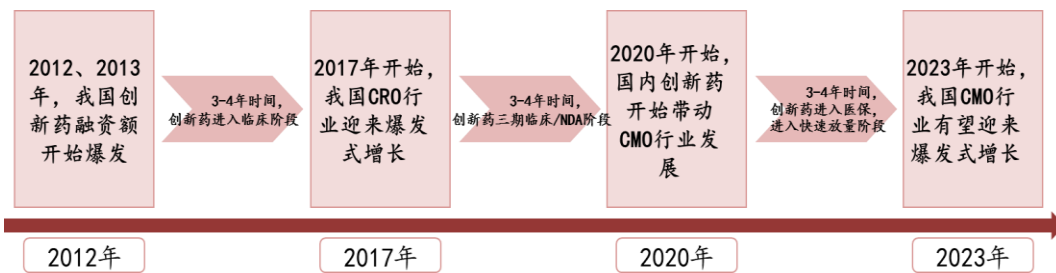 2012、2013
年，我国创
新药融资额
开始爆发
3-4年时间，
创新药进入临床阶段
2017年开始，
我国CRO行
业迎来爆发
式增长
3-4年时间，
创新药三期临床/NDA阶段
2020年开始，
国内创新药
开始带动
CMO行业发
展
3-4年时间，
创新药进入医保，
进入快速放量阶段
2023年开始，
我国CMO行
业有望迎来
爆发式增长
2012年
2017年
2020年
2023年